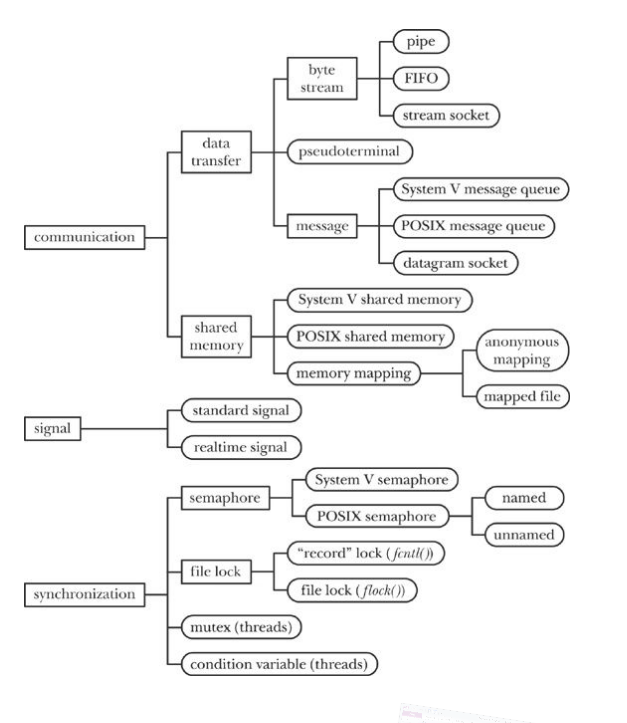 pipe
byte
stream
FIFO
stream socket
data
transfer
pseudoterminal
System V message queue
message
POSIX message queue
datagram socket
communication
System V shared memory
shared
memory
POSIX shared memory
anonymous
mapping
memory mapping
mapped file
standard signal
signal
realtime signal
System V semaphore
semaphore
POSIX semaphore
named
unnamed
"record" lock (fcntl())
file lock
file lock (flock())
synchronization
mutex (threads)
condition variable (threads)